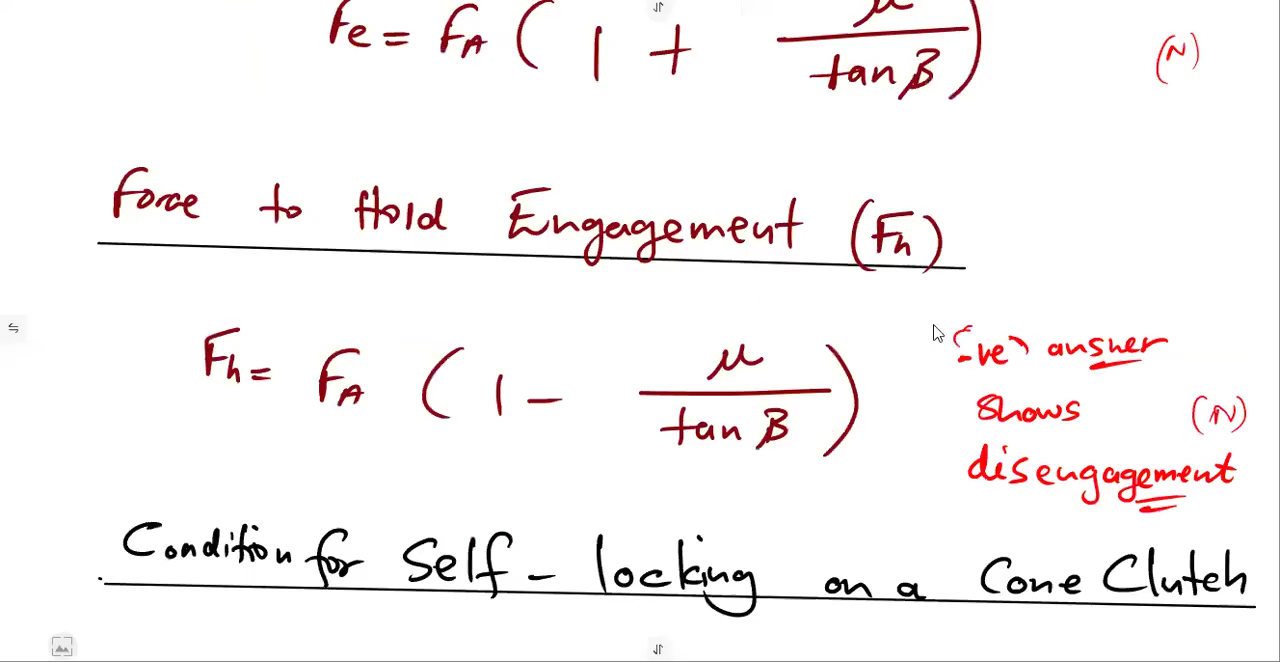 Fe = FA ( 1 + μ / tan β ) (N)
Force to Hold Engagement (Fh)
Fh = FA ( 1 - μ / tan β )
(-ve) answer
shows (N)
disengagement
Condition for Self - locking on a Cone Clutch